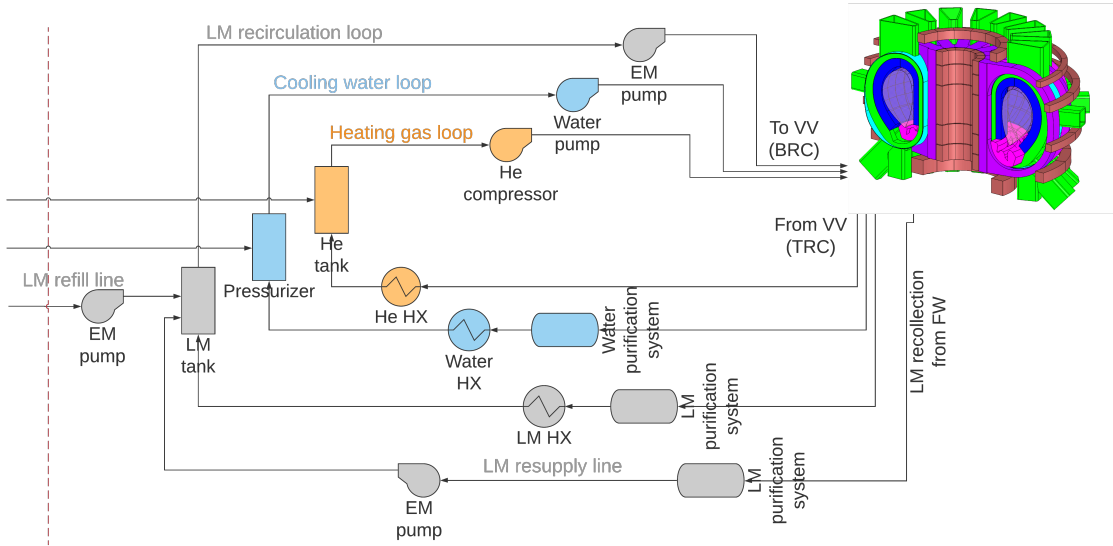 LM recirculation loop
EM
pump
Cooling water loop
Water
pump
Heating gas loop
He
compressor
To VV
(BRC)
From VV
(TRC)
He
tank
Pressurizer
LM refill line
EM
pump
LM
tank
He HX
Water
HX
Water
purification
system
LM recollection
from FW
LM HX
LM
purification
system
LM resupply line
EM
pump
LM
purification
system